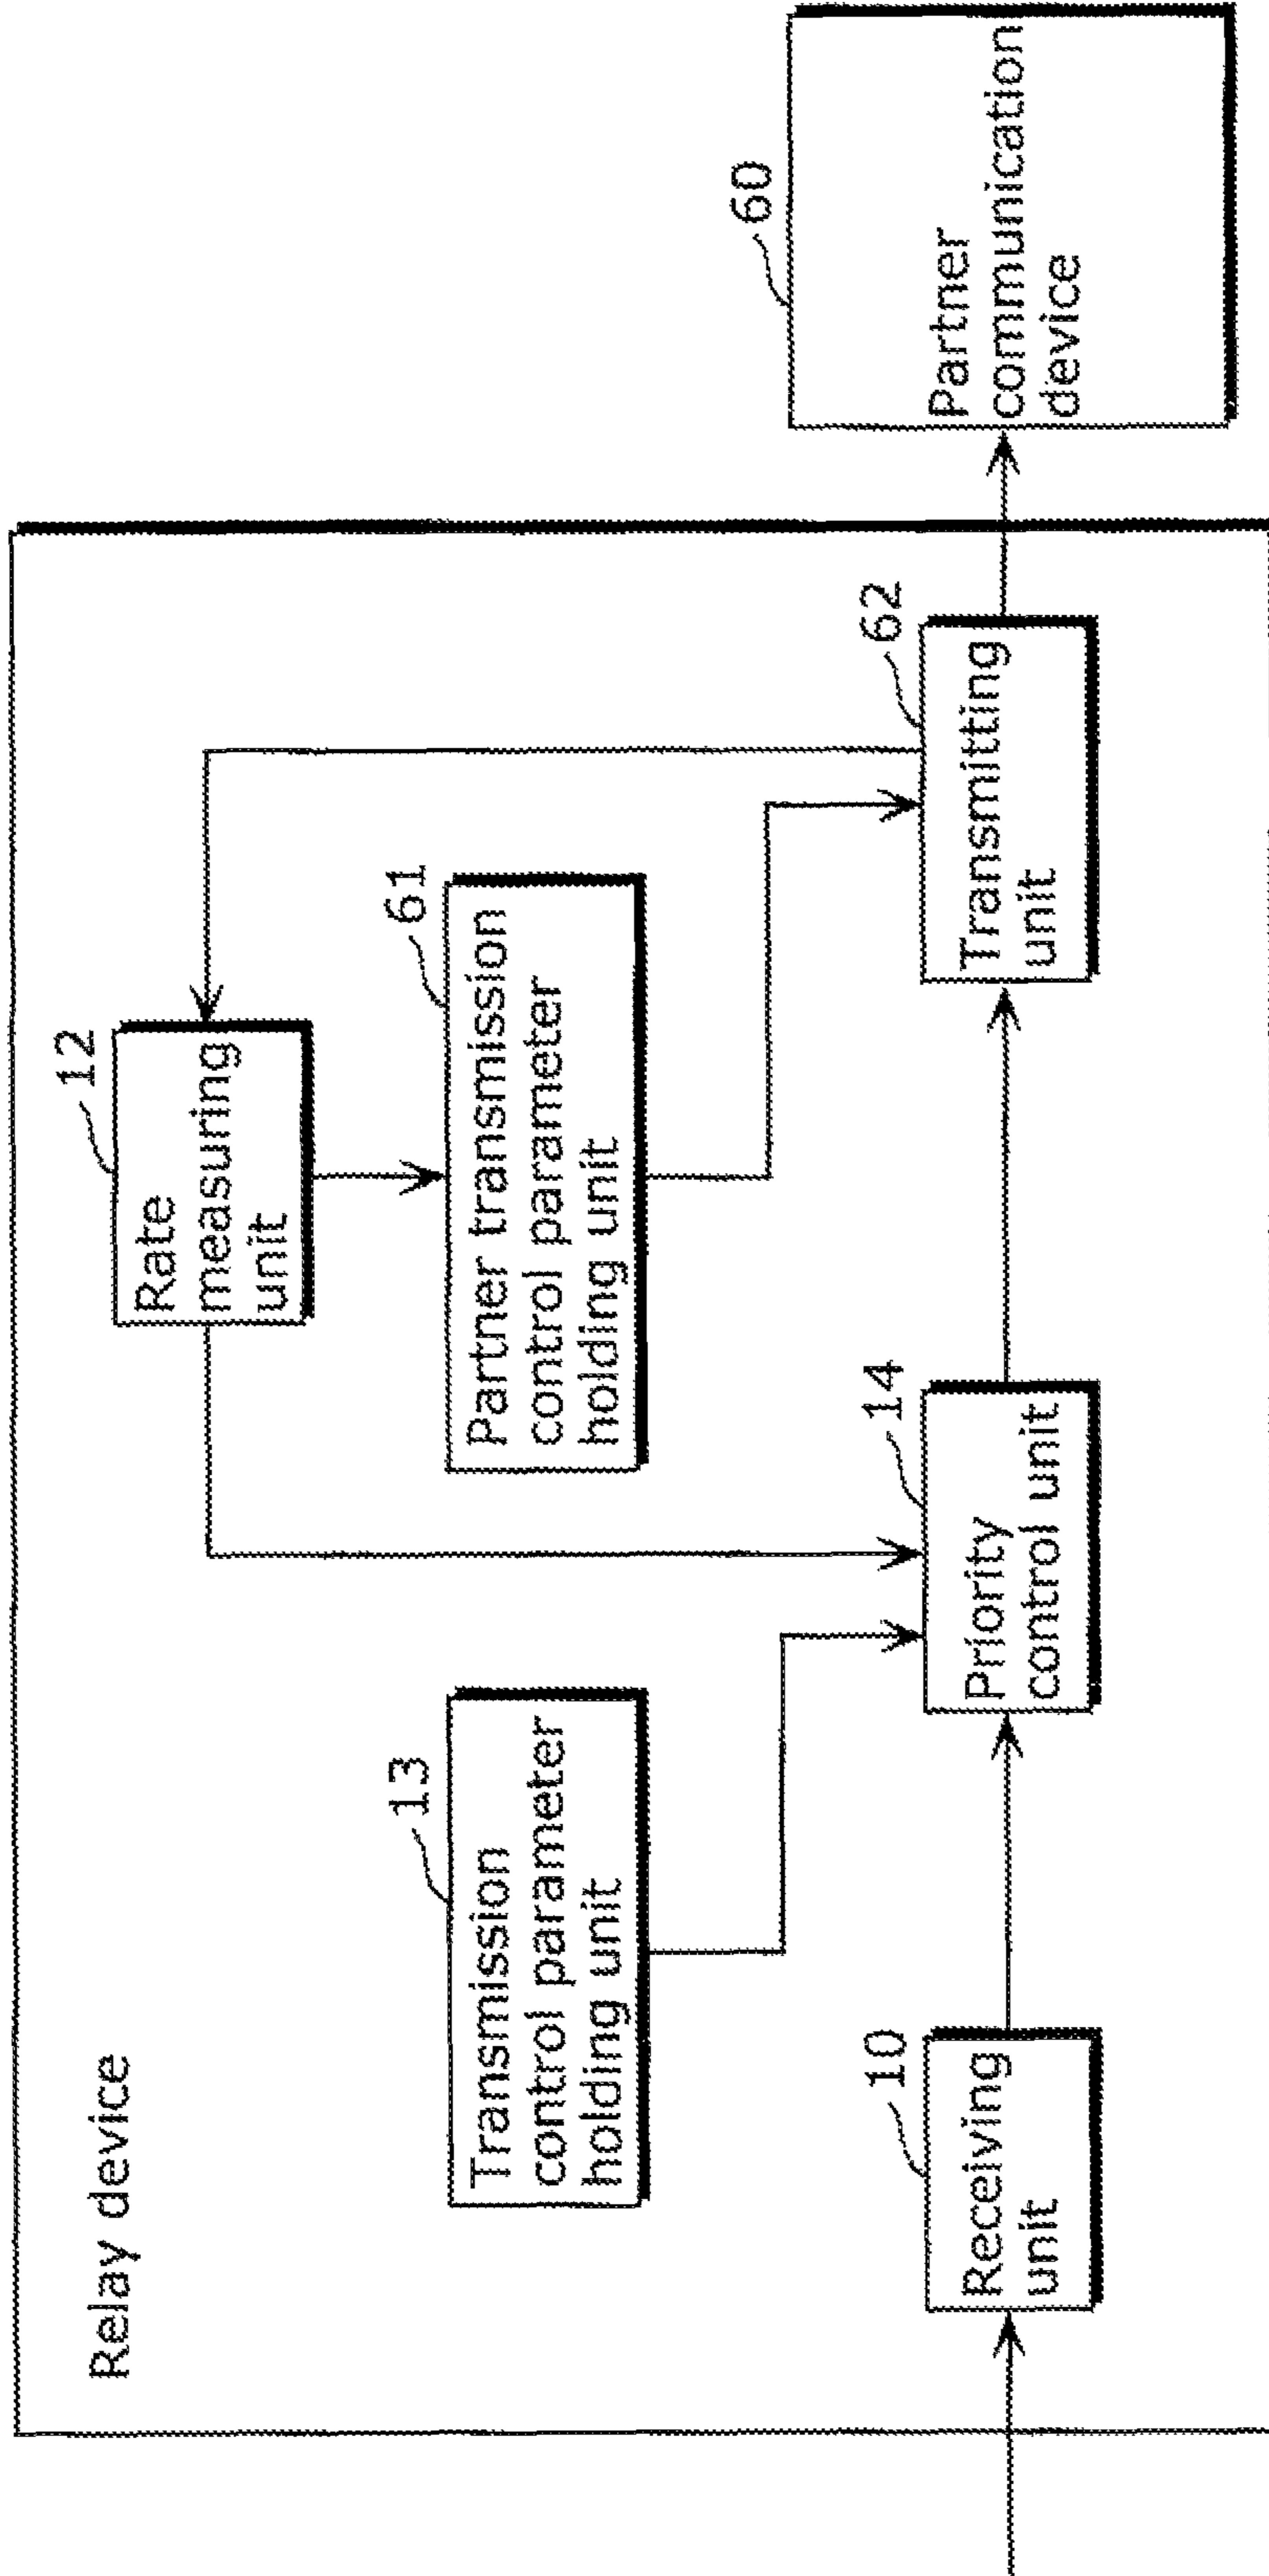 Relay device
12
Rate
measuring
unit
13
Transmission
control parameter
holding unit
61
Partner transmission
control parameter
holding unit
60
Partner
communication
device
10
Receiving
unit
14
Priority
control unit
62
Transmitting
unit